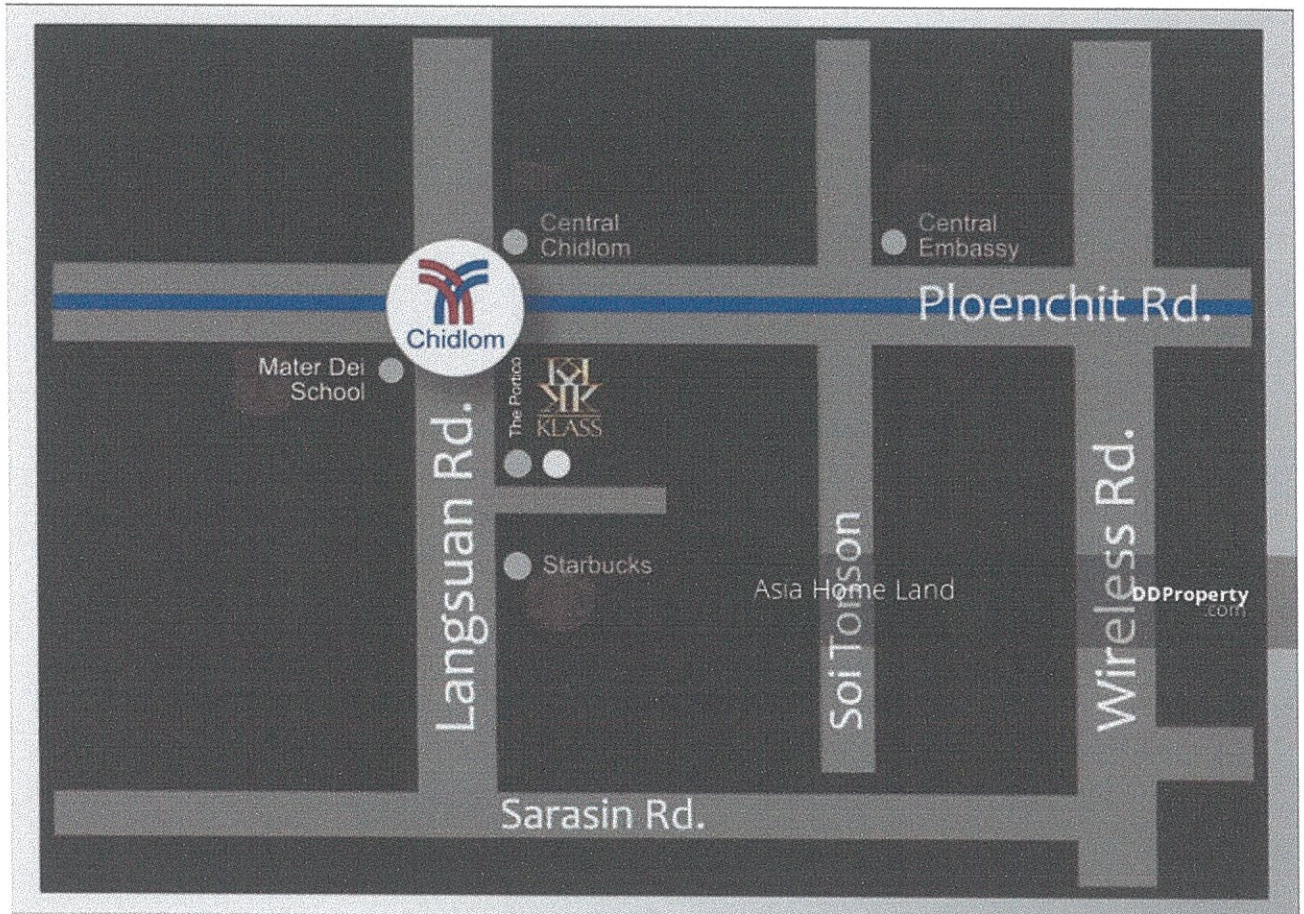 Central
Chidlom
Central
Embassy
Ploenchit Rd.
Chidlom
Mater Dei
School
The Portico
KLASS
Langsuan Rd.
Starbucks
Soi Tonson
Asia Home Land
Wireless Rd.
DDProperty
.com
Sarasin Rd.